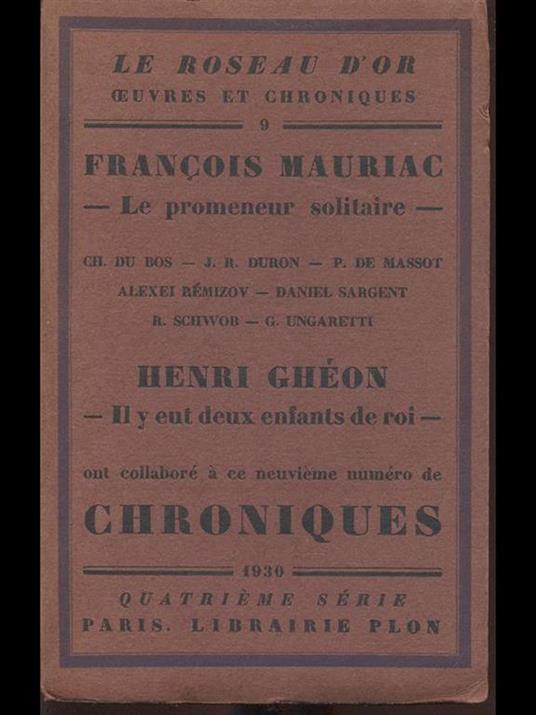 LE ROSEAU D'OR
ŒUVRES ET CHRONIQUES
9
FRANÇOIS MAURIAC
— Le promeneur solitaire —
CH. DU BOS — J. R. DURON — P. DE MASSOT
ALEXEI RÉMIZOV — DANIEL SARGENT
R. SCHWOB — G. UNGARETTI
HENRI GHÉON
— Il y eut deux enfants de roi —
ont collaboré à ce neuvième numéro de
CHRONIQUES
1930
QUATRIÈME SÉRIE
PARIS. LIBRAIRIE PLON